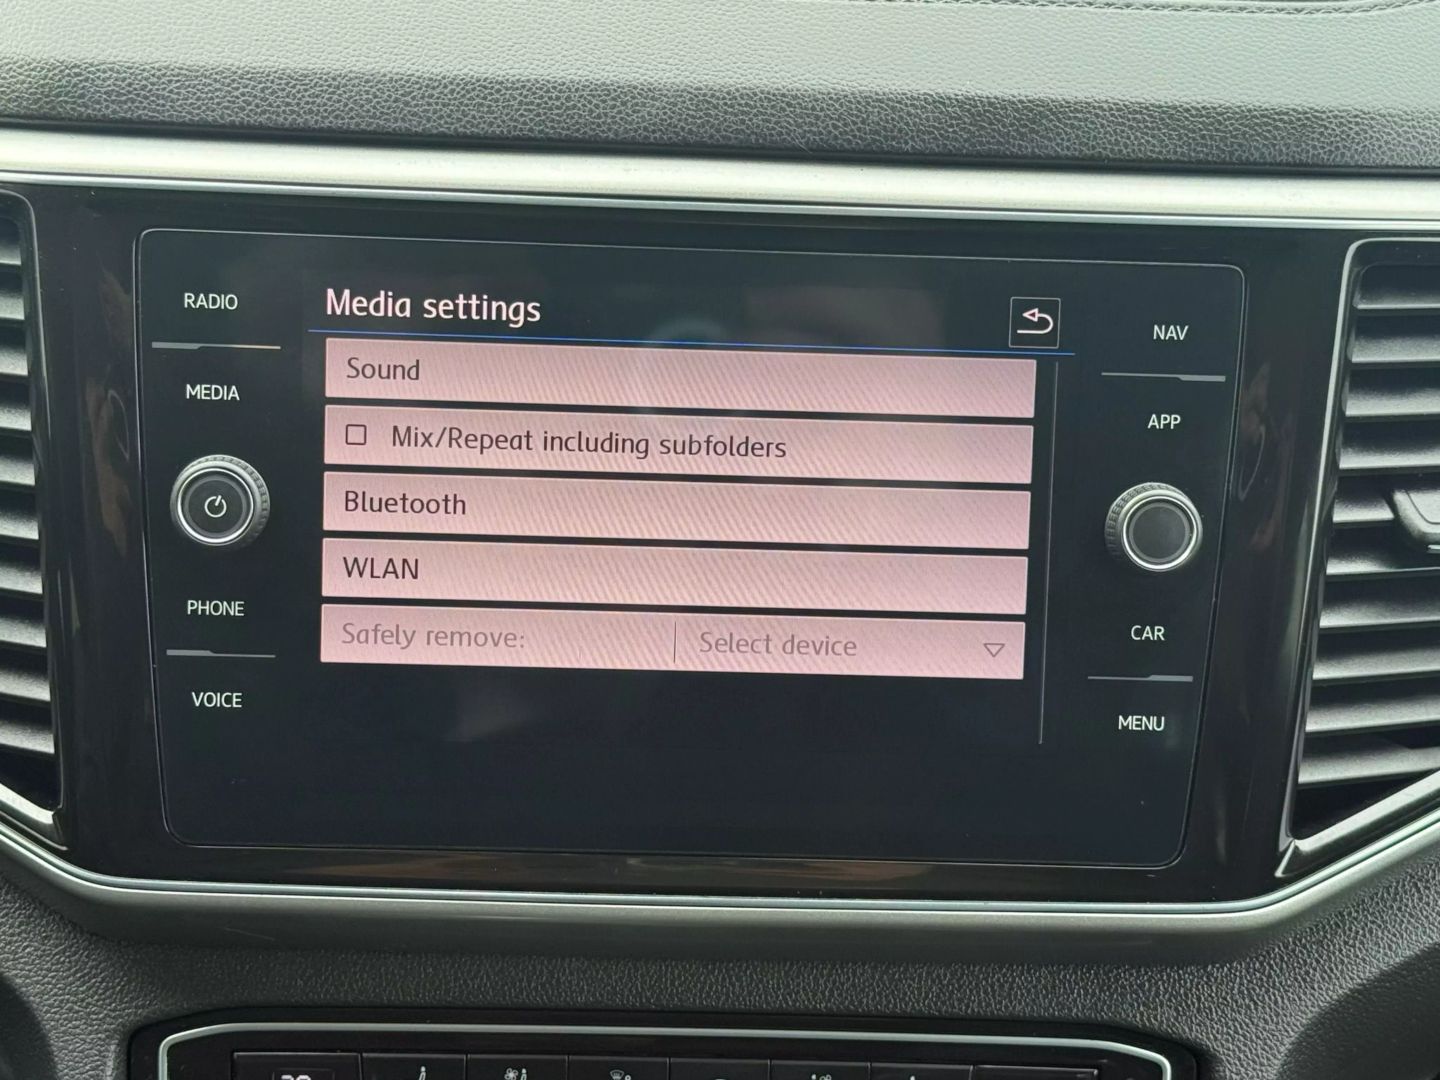 RADIO
MEDIA
PHONE
VOICE
Media settings
Sound
Mix/Repeat including subfolders
Bluetooth
WLAN
Safely remove: Select device
NAV
APP
CAR
MENU